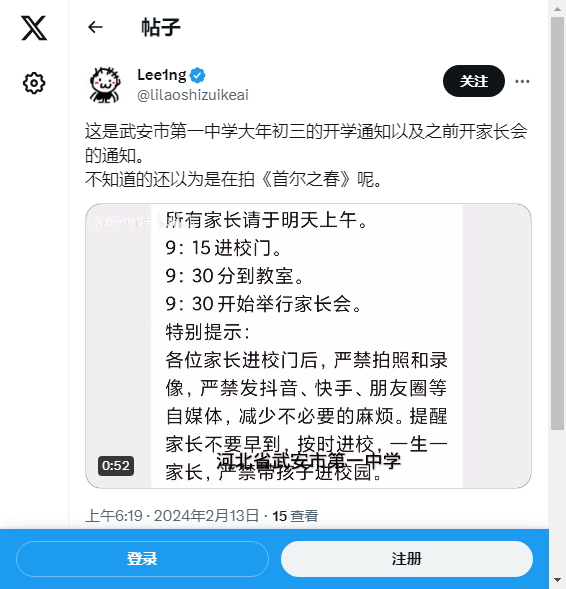 帖子
Lee1ng
@lilaoshizuikeai
关注
这是武安市第一中学大年初三的开学通知以及之前开家长会
的通知。
不知道的还以为是在拍《首尔之春》呢。
所有家长请于明天上午。
9：15进校门。
9：30分到教室。
9：30开始举行家长会。
特别提示：
各位家长进校门后，严禁拍照和录
像，严禁发抖音、快手、朋友圈等
自媒体，减少不必要的麻烦。提醒
家长不要早到，按时进校，一生一
家长，严禁带孩子进校园。
河北省武安市第一中学
0:52
上午6:19 · 2024年2月13日 · 15 查看
登录
注册